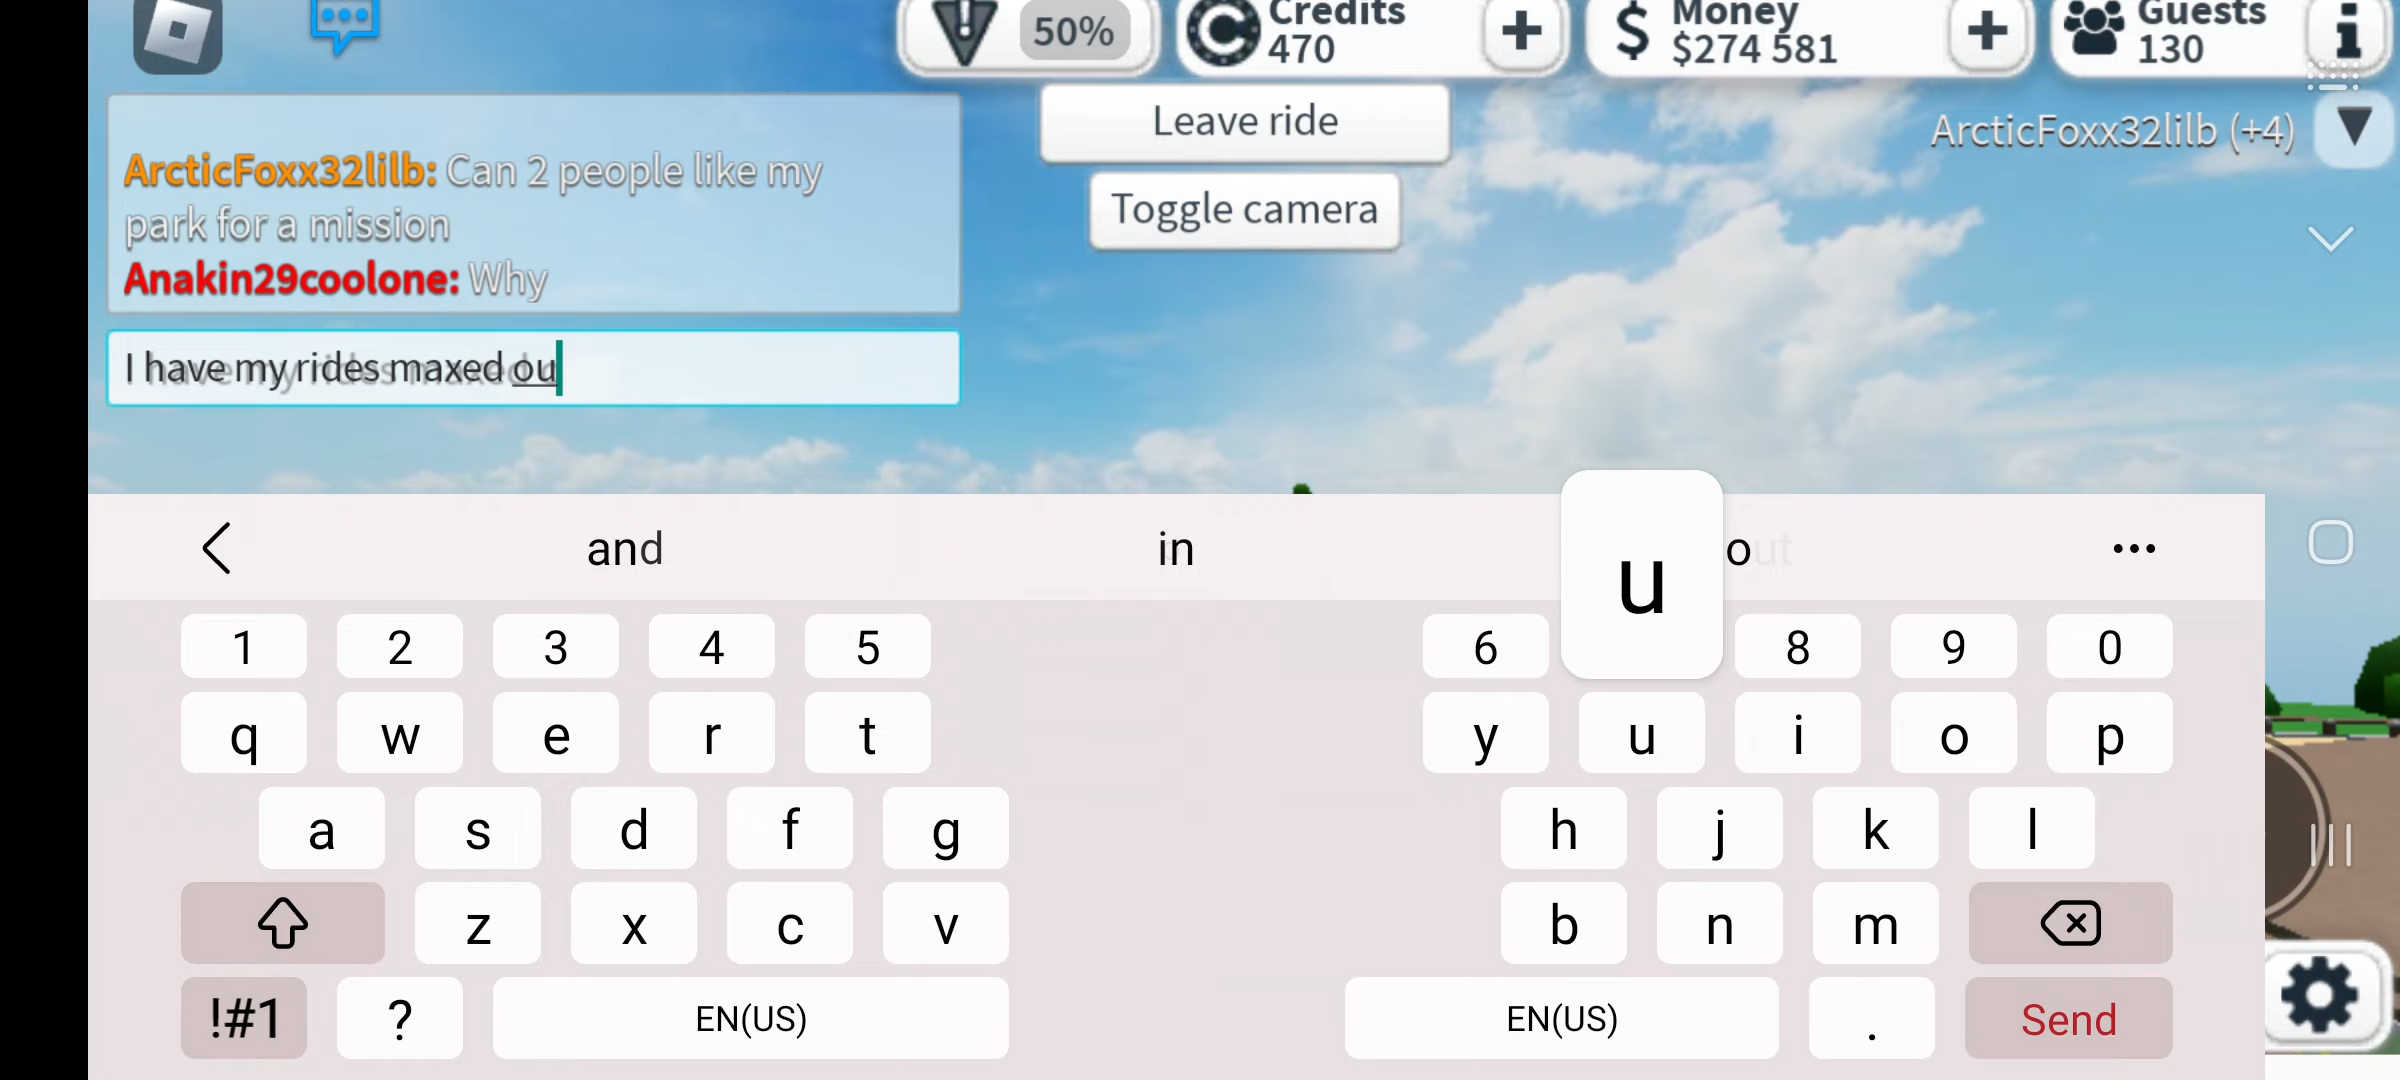 50%
Credits
470
Money
$274 581
Guests
130
Leave ride
Toggle camera
ArcticFoxx32lilb (+4)
ArcticFoxx32lilb: Can 2 people like my
park for a mission
Anakin29coolone: Why
I have my rides maxed ou
and in out
u
1 2 3 4 5 6 8 9 0
q w e r t y u i o p
a s d f g h j k l
z x c v b n m
!#1 ? EN(US) EN(US) . Send